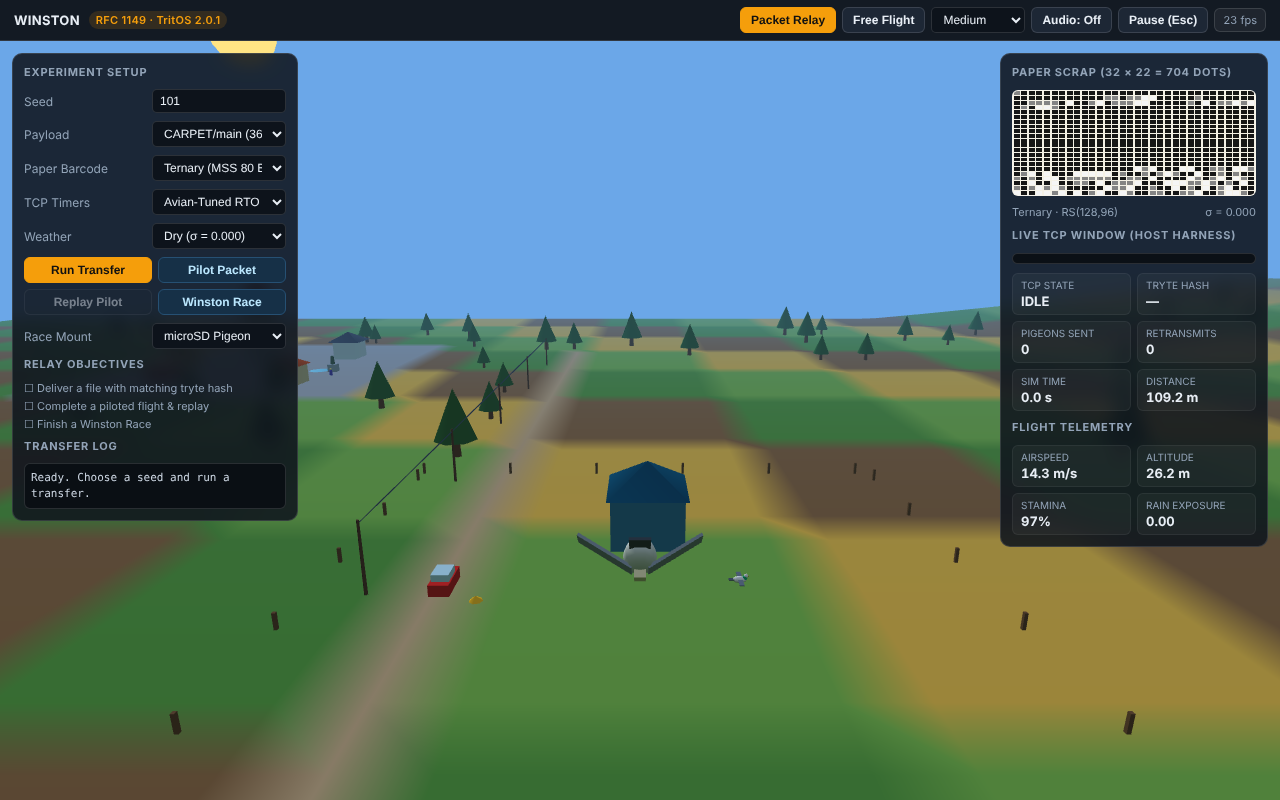 WINSTON RFC 1149 · TritOS 2.0.1 Packet Relay Free Flight Medium Audio: Off Pause (Esc) 23 fps
EXPERIMENT SETUP
Seed 101
Payload CARPET/main (36
Paper Barcode Ternary (MSS 80 E
TCP Timers Avian-Tuned RTO
Weather Dry (σ = 0.000)
Run Transfer Pilot Packet
Replay Pilot Winston Race
Race Mount microSD Pigeon
RELAY OBJECTIVES
☐ Deliver a file with matching tryte hash
☐ Complete a piloted flight & replay
☐ Finish a Winston Race
TRANSFER LOG
Ready. Choose a seed and run a
transfer.
PAPER SCRAP (32 × 22 = 704 DOTS)
Ternary · RS(128,96) σ = 0.000
LIVE TCP WINDOW (HOST HARNESS)
TCP STATE TRYTE HASH
IDLE —
PIGEONS SENT RETRANSMITS
0 0
SIM TIME DISTANCE
0.0 s 109.2 m
FLIGHT TELEMETRY
AIRSPEED ALTITUDE
14.3 m/s 26.2 m
STAMINA RAIN EXPOSURE
97% 0.00